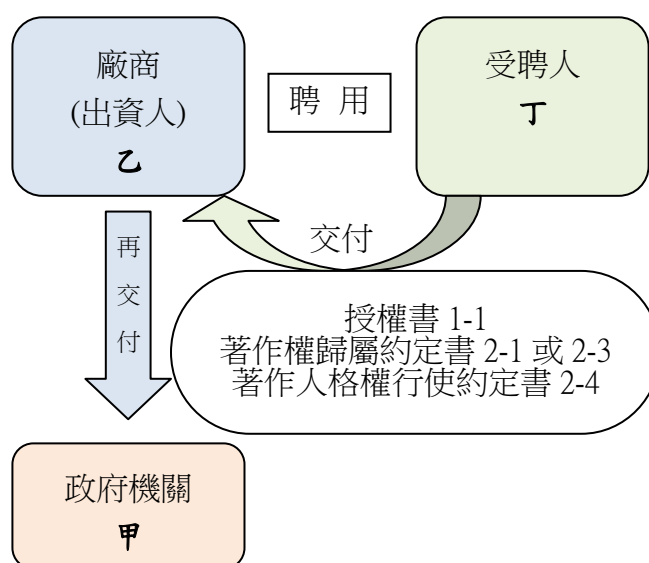 廠商
(出資人)
乙
聘 用
受聘人
丁
交付
再
交
付
授權書 1-1
著作權歸屬約定書 2-1 或 2-3
著作人格權行使約定書 2-4
政府機關
甲